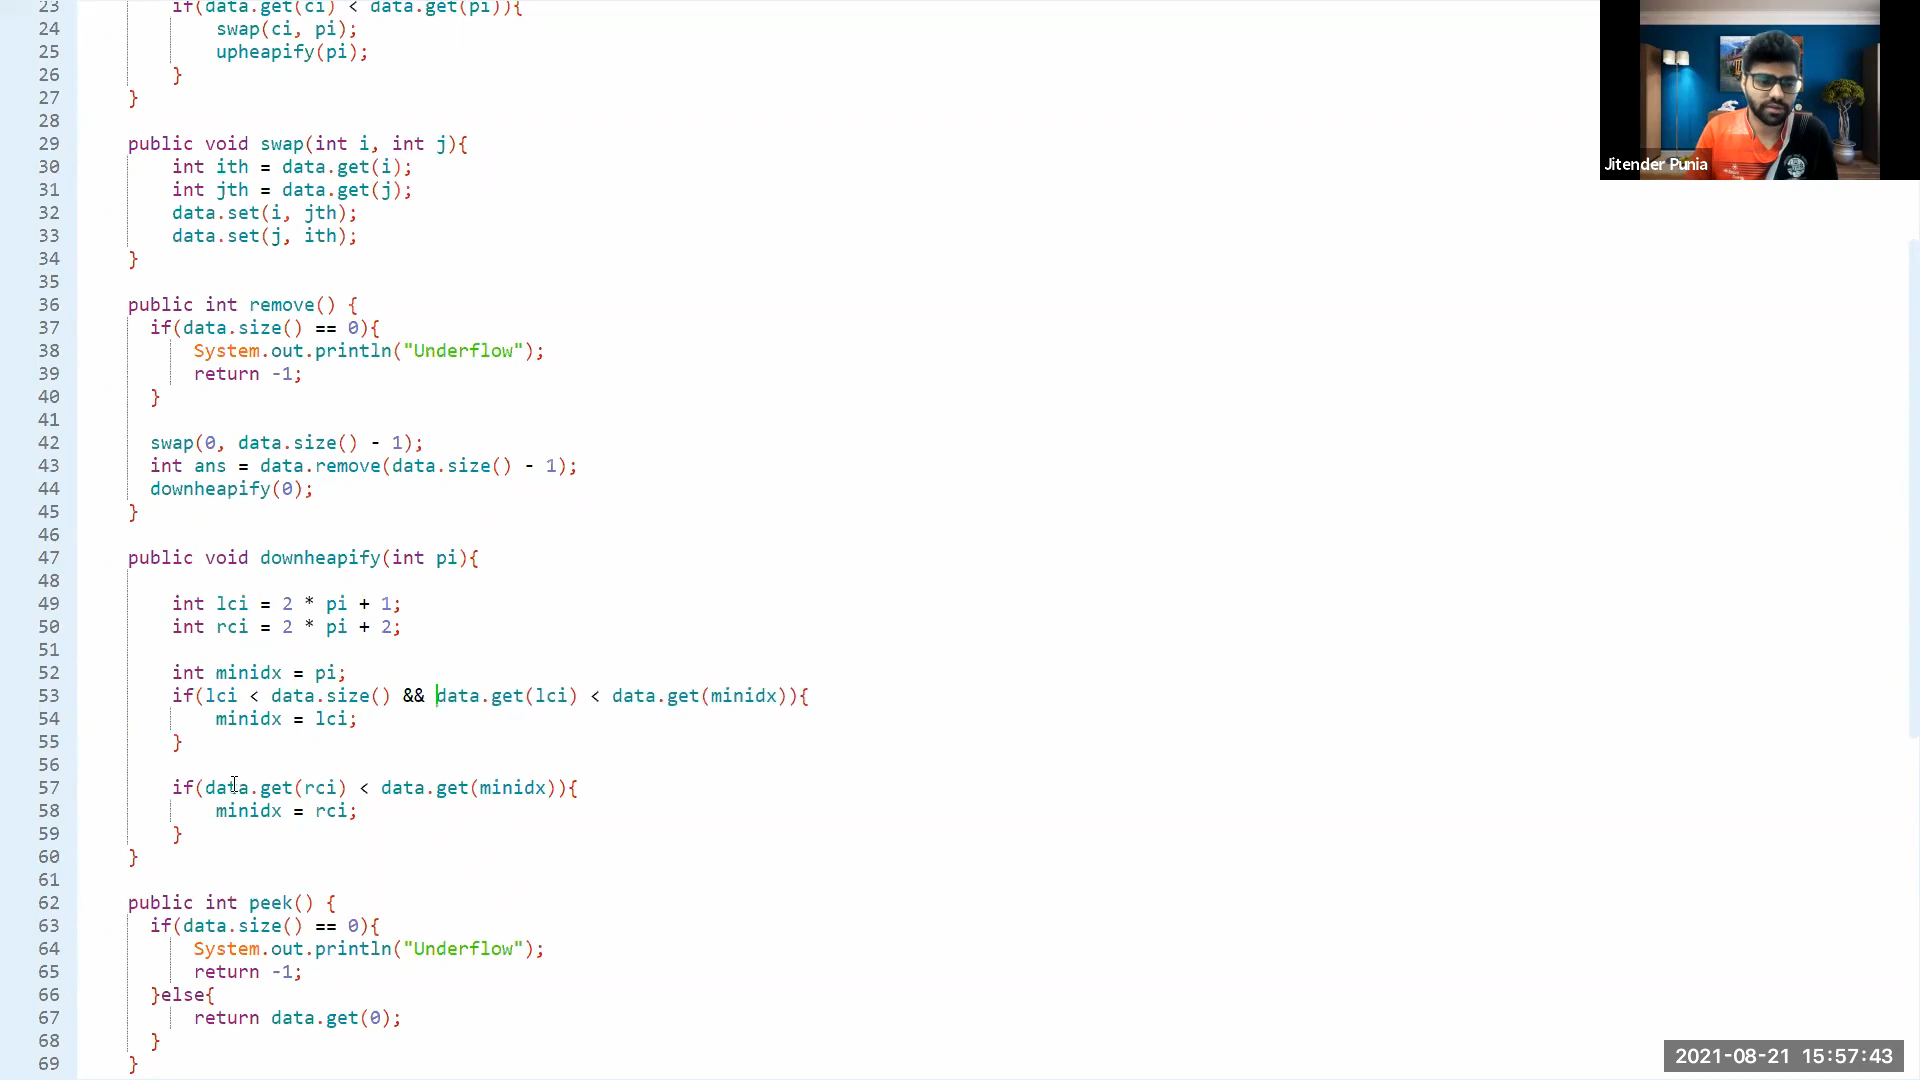 23 if(data.get(ci) < data.get(pi)){
24 swap(ci, pi);
25 upheapify(pi);
26 }
27 }
28
29 public void swap(int i, int j){
30 int ith = data.get(i);
31 int jth = data.get(j);
32 data.set(i, jth);
33 data.set(j, ith);
34 }
35
36 public int remove() {
37 if(data.size() == 0){
38 System.out.println("Underflow");
39 return -1;
40 }
41
42 swap(0, data.size() - 1);
43 int ans = data.remove(data.size() - 1);
44 downheapify(0);
45 }
46
47 public void downheapify(int pi){
48
49 int lci = 2 * pi + 1;
50 int rci = 2 * pi + 2;
51
52 int minidx = pi;
53 if(lci < data.size() && data.get(lci) < data.get(minidx)){
54 minidx = lci;
55 }
56
57 if(data.get(rci) < data.get(minidx)){
58 minidx = rci;
59 }
60 }
61
62 public int peek() {
63 if(data.size() == 0){
64 System.out.println("Underflow");
65 return -1;
66 }else{
67 return data.get(0);
68 }
69 }
Jitender Punia
2021-08-21 15:57:43